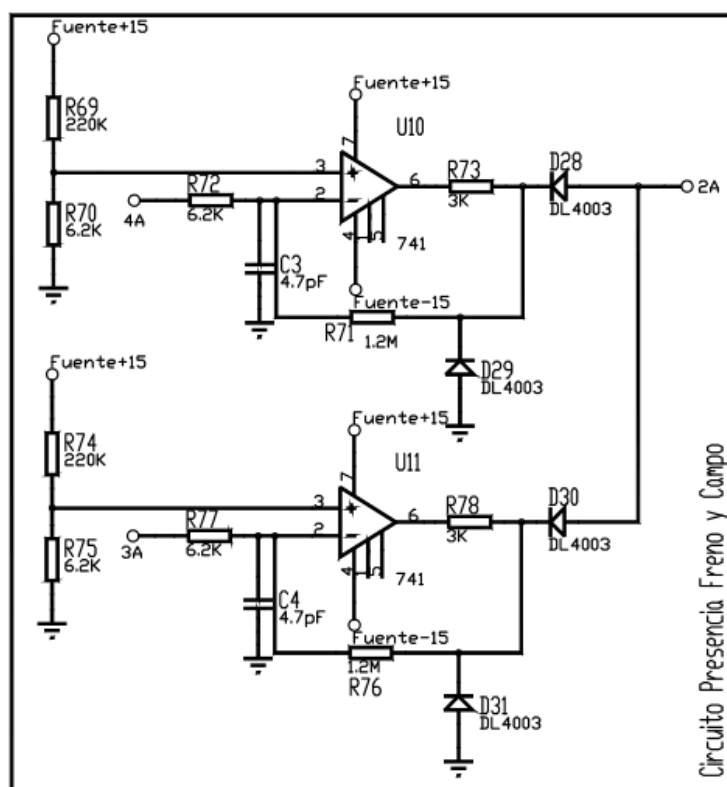 Fuente+15
R69
220K
R70
6.2K
4A
R72
6.2K
C3
4.7pF
Fuente+15
U10
7
3
2
6
4
5
741
Fuente-15
R71
1.2M
R73
3K
D28
DL4003
2A
D29
DL4003
Fuente+15
R74
220K
R75
6.2K
3A
R77
6.2K
C4
4.7pF
Fuente+15
U11
7
3
2
6
4
5
741
Fuente-15
1.2M
R76
R78
3K
D30
DL4003
D31
DL4003
Circuito Presencia Freno y Campo